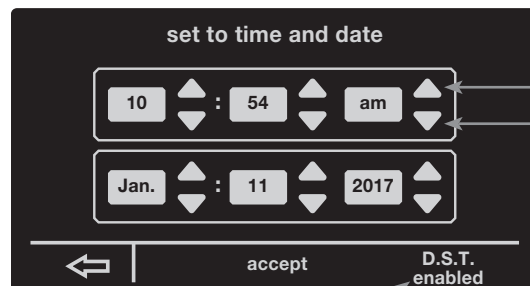 set to time and date
10 : 54 am
Jan. : 11 2017
accept D.S.T.
enabled